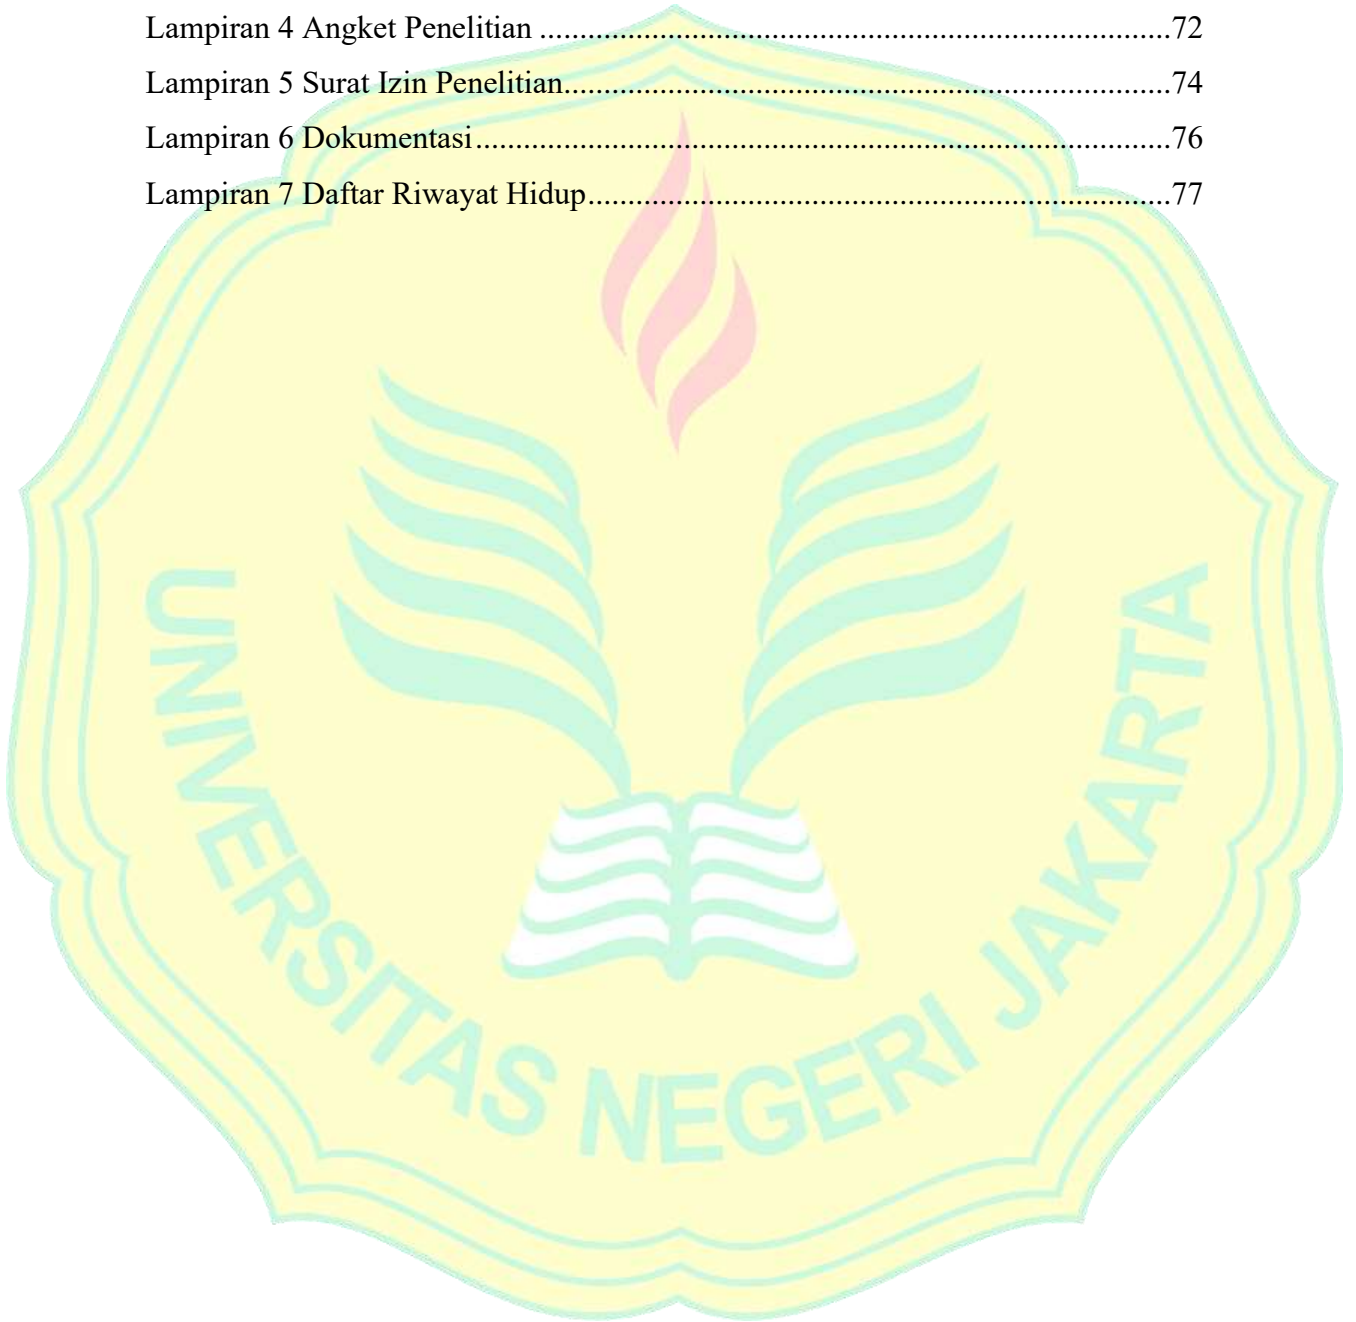 Lampiran 4 Angket Penelitian ...............................................................................72
Lampiran 5 Surat Izin Penelitian............................................................................74
Lampiran 6 Dokumentasi.......................................................................................76
Lampiran 7 Daftar Riwayat Hidup.........................................................................77
UNIVERSITAS NEGERI JAKARTA